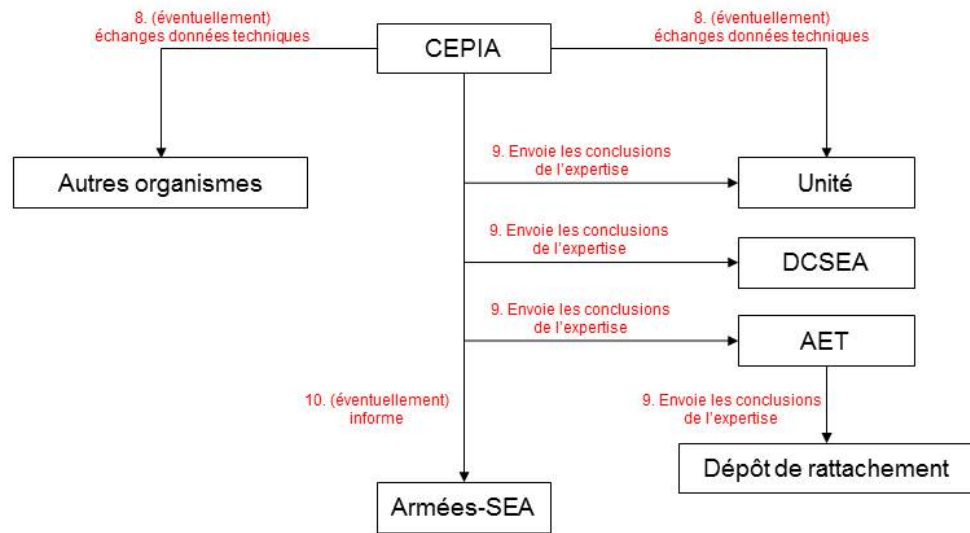 8. (éventuellement)
échanges données techniques
CEPIA
8. (éventuellement)
échanges données techniques
Autres organismes
9. Envoie les conclusions
de l'expertise
Unité
9. Envoie les conclusions
de l'expertise
DCSEA
9. Envoie les conclusions
de l'expertise
AET
10. (éventuellement)
informe
9. Envoie les conclusions
de l'expertise
Dépôt de rattachement
Armées-SEA